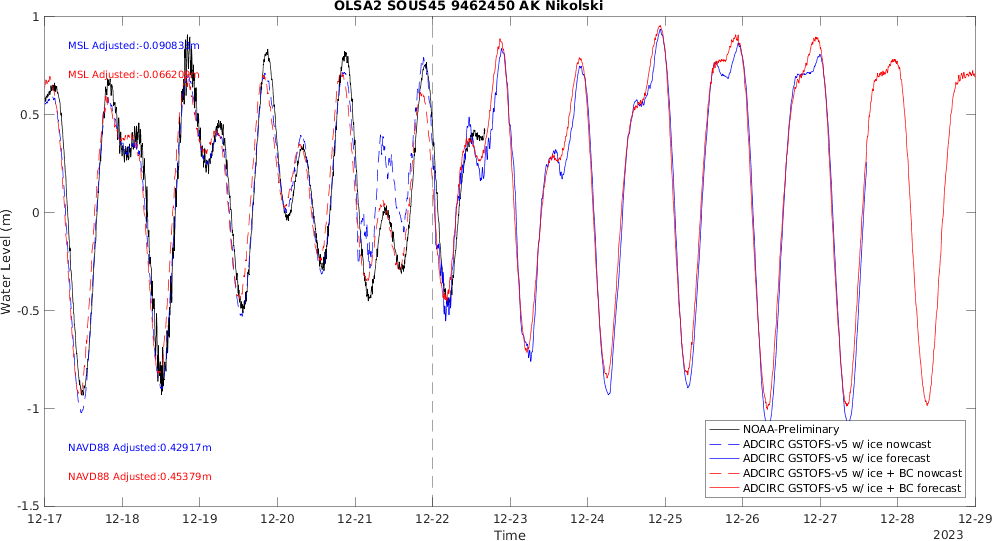 OLSA2 SOUS45 9462450 AK Nikolski
1
0.5
0
-0.5
-1
-1.5
Water Level (m)
MSL Adjusted:-0.09083 m
MSL Adjusted:-0.06620 m
NAVD88 Adjusted:0.42917m
NAVD88 Adjusted:0.45379m
NOAA-Preliminary
ADCIRC GSTOFS-v5 w/ ice nowcast
ADCIRC GSTOFS-v5 w/ ice forecast
ADCIRC GSTOFS-v5 w/ ice + BC nowcast
ADCIRC GSTOFS-v5 w/ ice + BC forecast
12-17 12-18 12-19 12-20 12-21 12-22 12-23 12-24 12-25 12-26 12-27 12-28 12-29
Time
2023